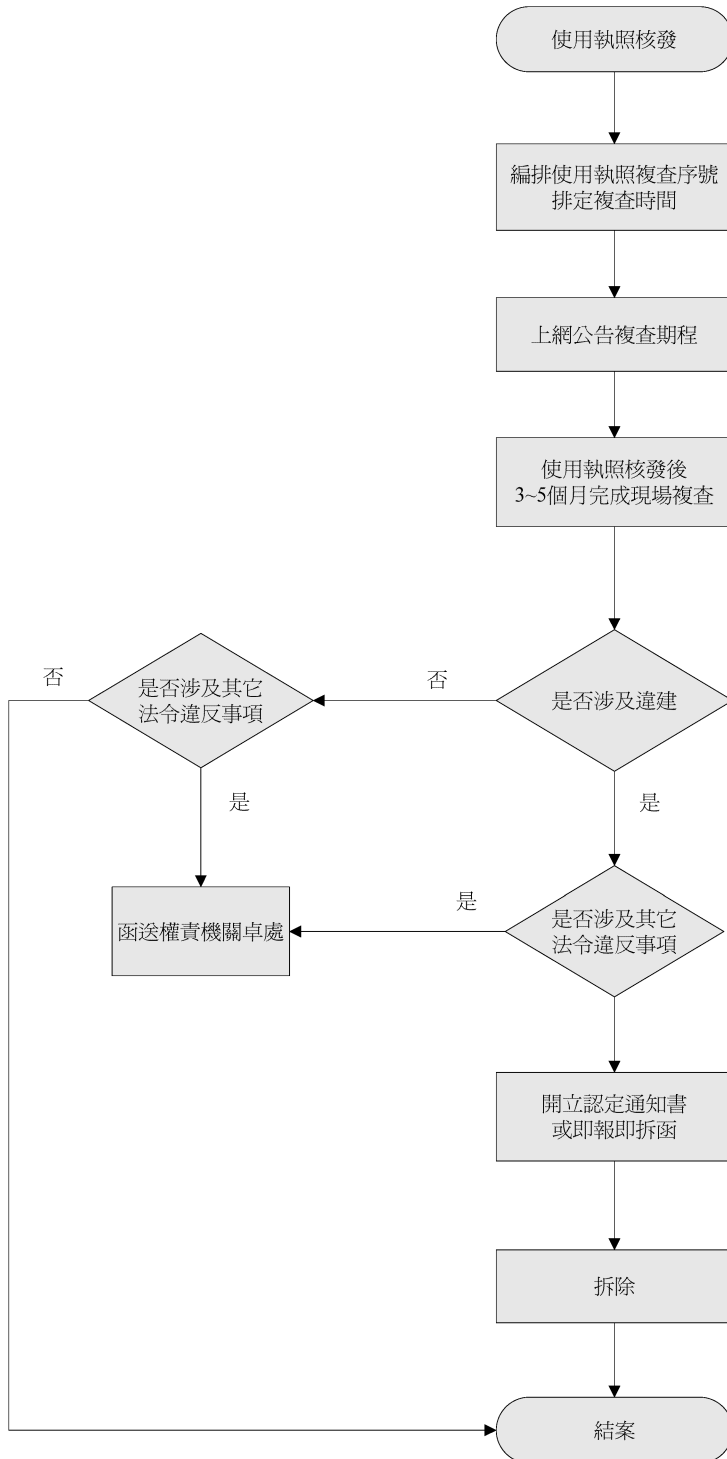 使用執照核發
編排使用執照複查序號
排定複查時間
上網公告複查期程
使用執照核發後
3~5個月完成現場複查
否
是否涉及其它
法令違反事項
否
是否涉及違建
是
是
函送權責機關卓處
是
是否涉及其它
法令違反事項
開立認定通知書
或即報即拆函
拆除
結案